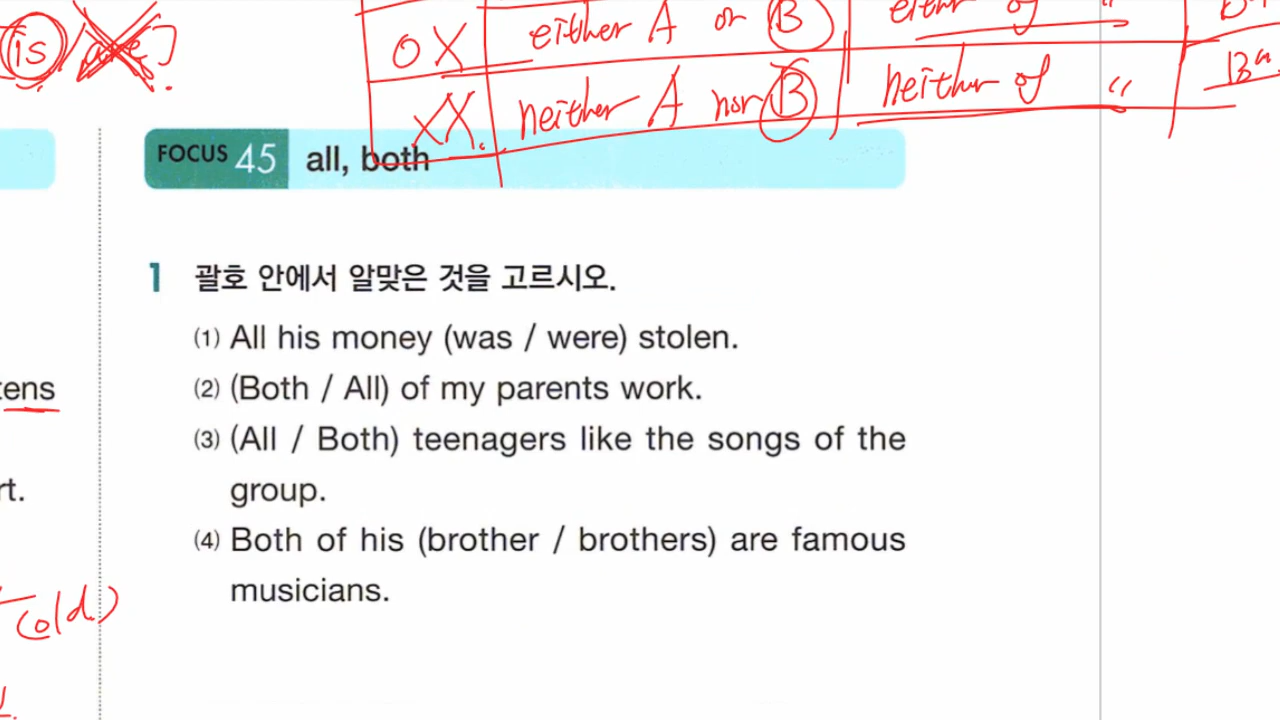 is / are ?
O X either A or B either of "
X X. neither A nor B neither of "
FOCUS 45 all, both
1 괄호 안에서 알맞은 것을 고르시오.
(1) All his money (was / were) stolen.
(2) (Both / All) of my parents work.
(3) (All / Both) teenagers like the songs of the
group.
(4) Both of his (brother / brothers) are famous
musicians.
tens
rt.
cold)